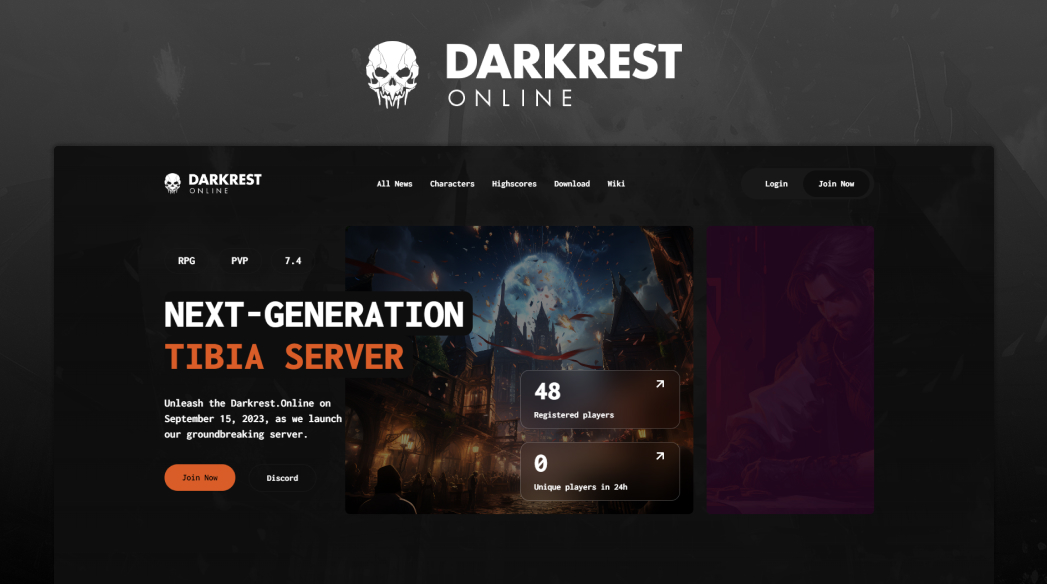 DARKREST
ONLINE
DARKREST
ONLINE
All News Characters Highscores Download Wiki
Login Join Now
RPG PVP 7.4
NEXT-GENERATION
TIBIA SERVER
Unleash the Darkrest.Online on
September 15, 2023, as we launch
our groundbreaking server.
Join Now Discord
48
Registered players
0
Unique players in 24h